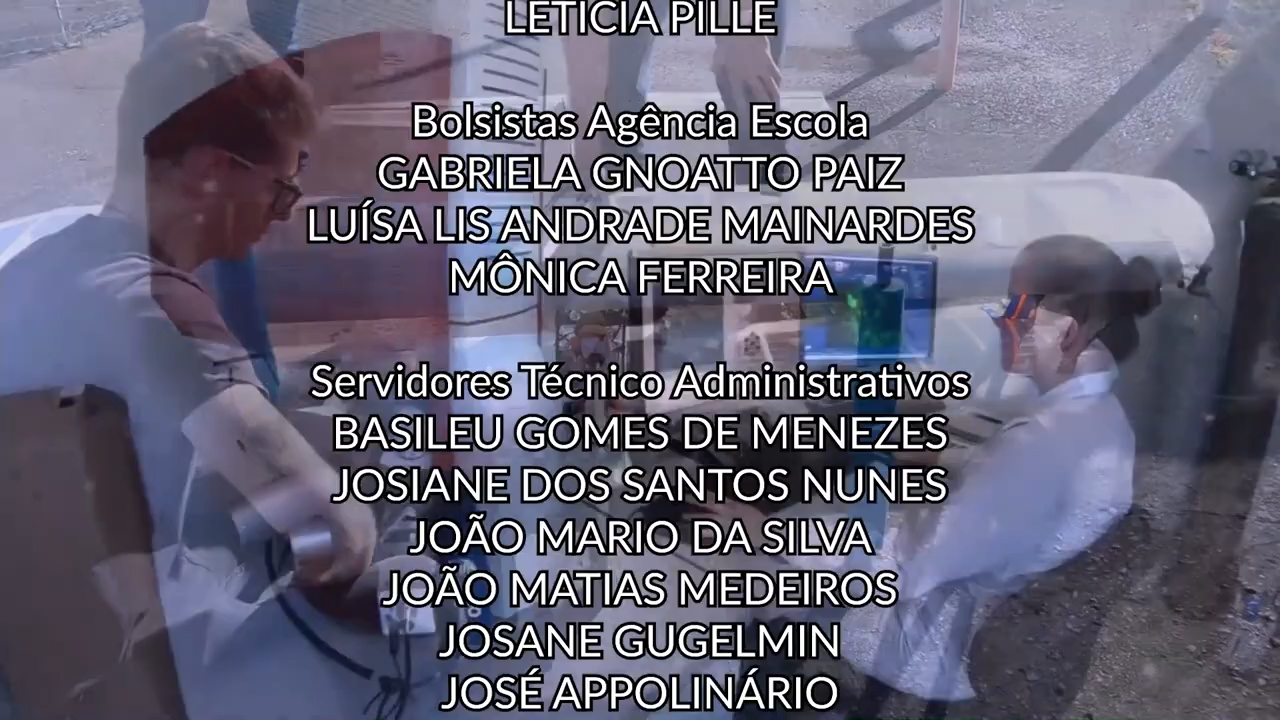 LETICIA PILLE
Bolsistas Agência Escola
GABRIELA GNOATTO PAIZ
LUÍSA LIS ANDRADE MAINARDES
MÔNICA FERREIRA
Servidores Técnico Administrativos
BASILEU GOMES DE MENEZES
JOSIANE DOS SANTOS NUNES
JOÃO MARIO DA SILVA
JOÃO MATIAS MEDEIROS
JOSANE GUGELMIN
JOSÉ APPOLINÁRIO